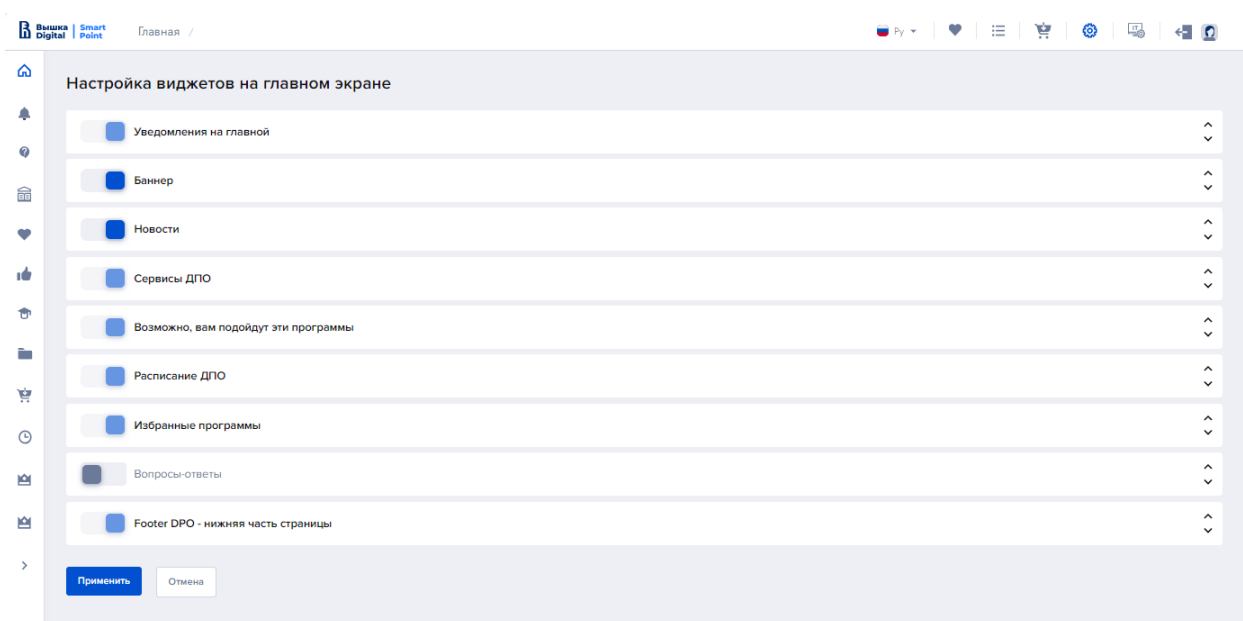 Вышка | Smart
Digital | Point
Главная /
Ру
Настройка виджетов на главном экране
Уведомления на главной
Баннер
Новости
Сервисы ДПО
Возможно, вам подойдут эти программы
Расписание ДПО
Избранные программы
Вопросы-ответы
Footer DPO - нижняя часть страницы
Применить
Отмена